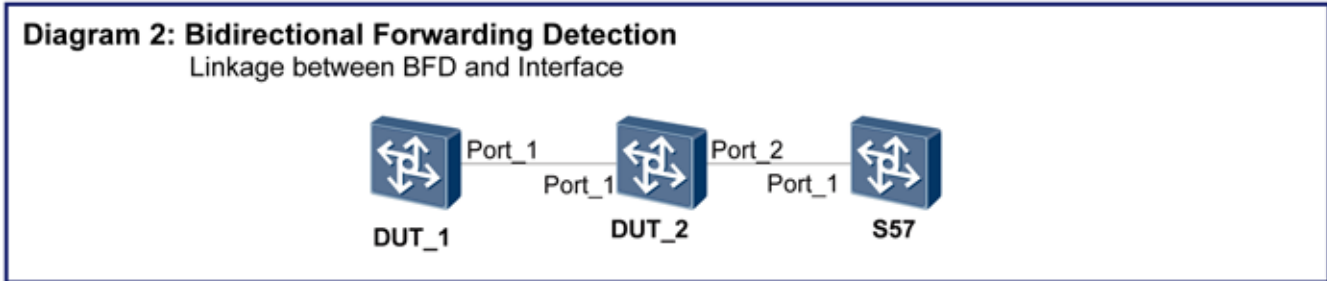 Diagram 2: Bidirectional Forwarding Detection
Linkage between BFD and Interface
Port_1
Port_2
Port_1
Port_1
DUT_1
DUT_2
S57